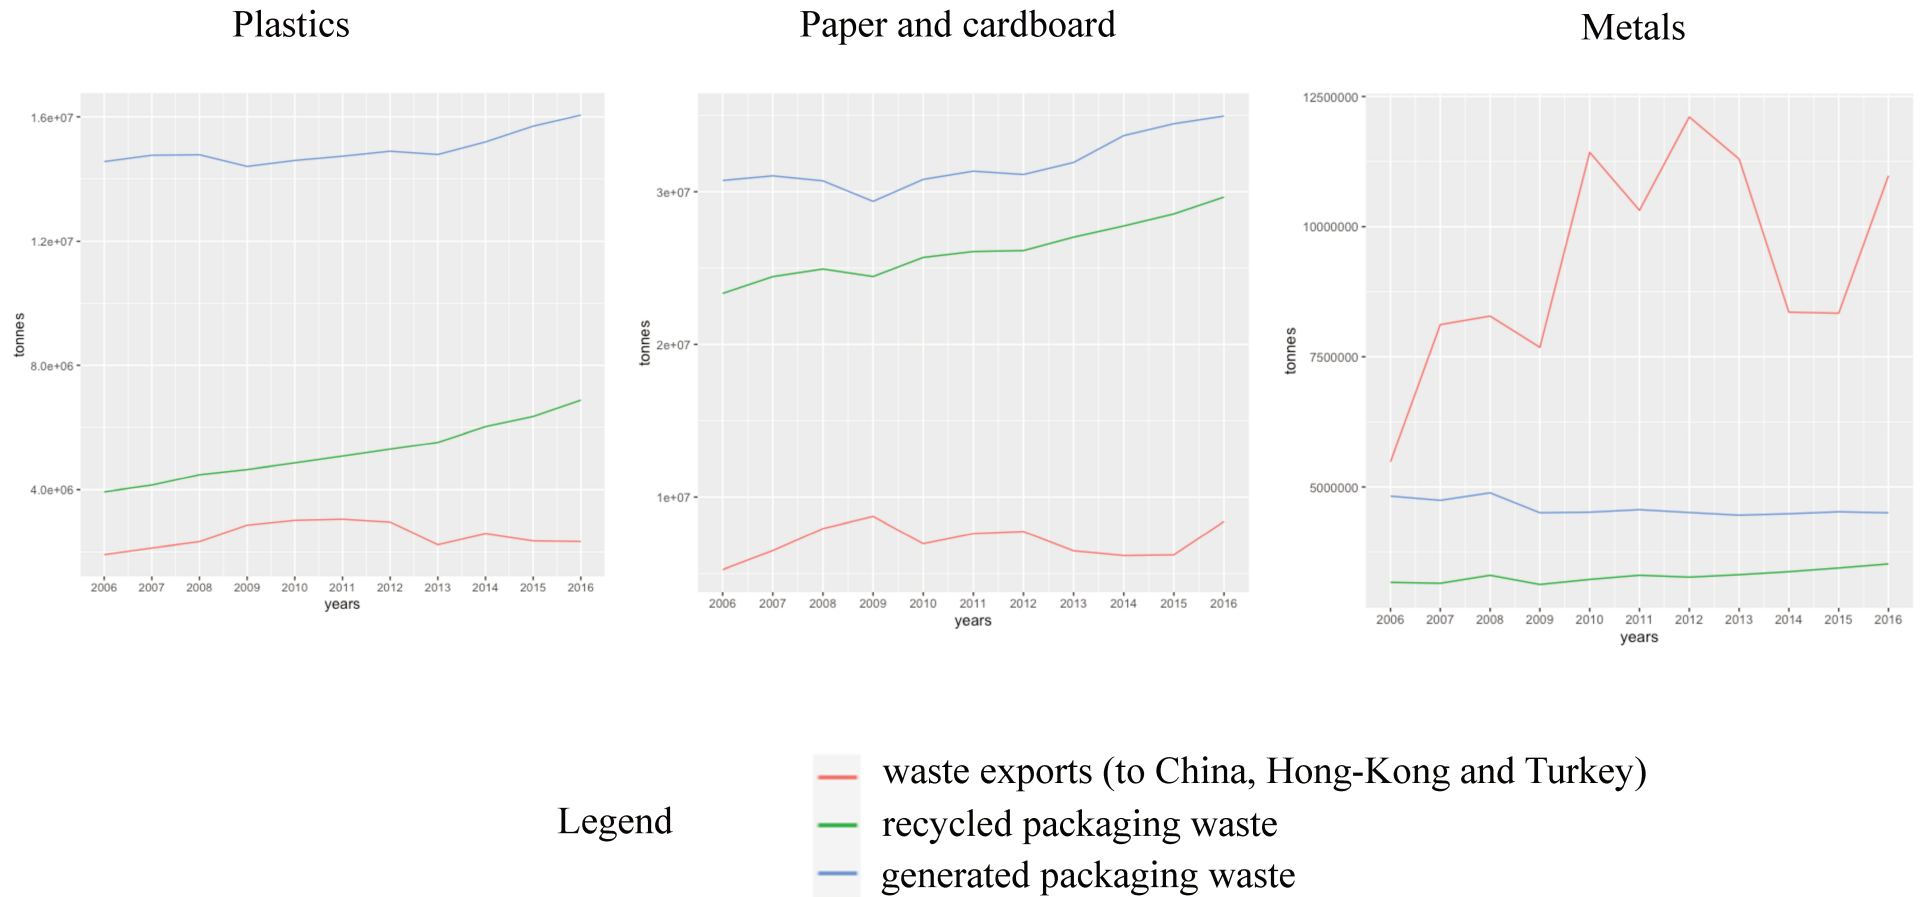 Plastics
Paper and cardboard
Metals
1.6e+07
1.2e+07
8.0e+06
4.0e+06
tonnes
2006 2007 2008 2009 2010 2011 2012 2013 2014 2015 2016
years
3e+07
2e+07
1e+07
tonnes
2006 2007 2008 2009 2010 2011 2012 2013 2014 2015 2016
years
12500000
10000000
7500000
5000000
tonnes
2006 2007 2008 2009 2010 2011 2012 2013 2014 2015 2016
years
Legend
waste exports (to China, Hong-Kong and Turkey)
recycled packaging waste
generated packaging waste